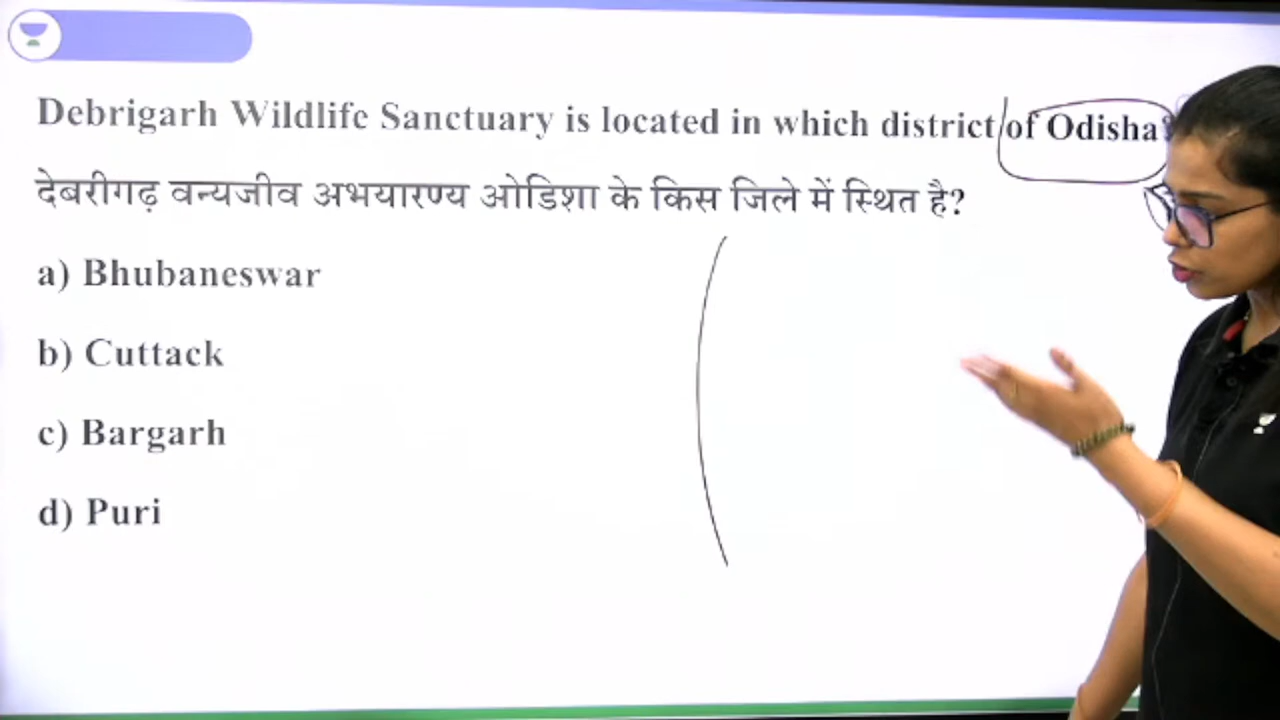 Debrigarh Wildlife Sanctuary is located in which district of Odisha?
देबरीगढ़ वन्यजीव अभयारण्य ओडिशा के किस जिले में स्थित है?
a) Bhubaneswar
b) Cuttack
c) Bargarh
d) Puri